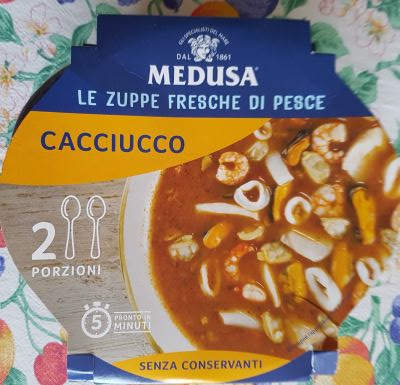 GLI SPECIALISTI DEL MARE
DAL 1861
MEDUSA®
LE ZUPPE FRESCHE DI PESCE
CACCIUCCO
2
PORZIONI
5 PRONTO IN
MINUTI
SENZA CONSERVANTI